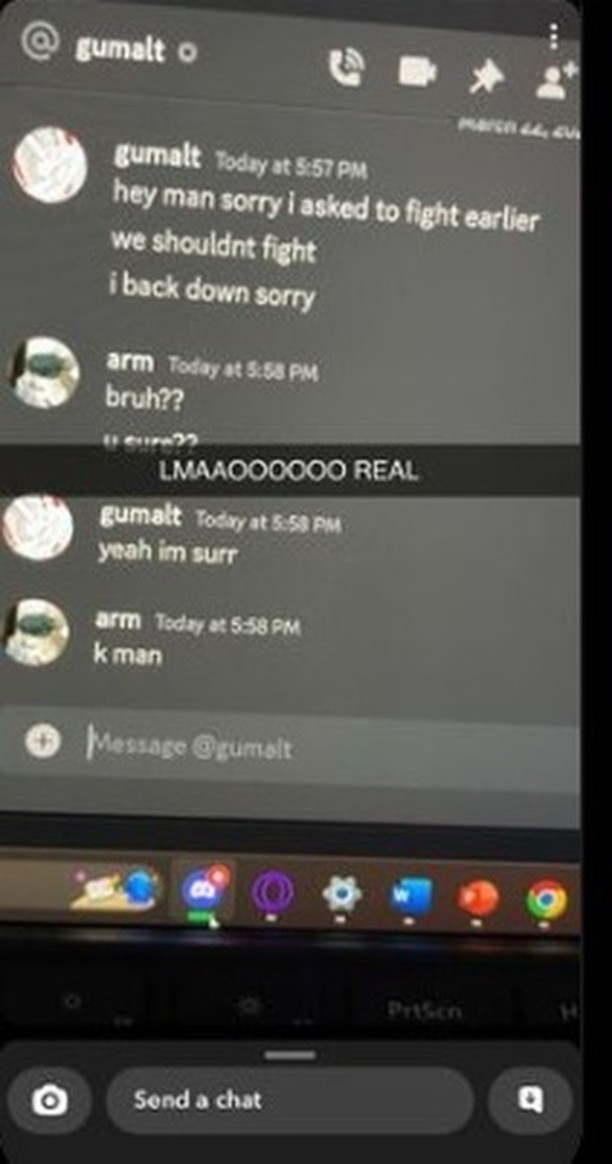 @ gumalt
March 22,
gumalt Today at 5:57 PM
hey man sorry i asked to fight earlier
we shouldnt fight
i back down sorry
arm Today at 5:58 PM
bruh??
u sure??
LMAAOOOOOO REAL
gumalt Today at 5:58 PM
yeah im surr
arm Today at 5:58 PM
k man
Message @gumalt
W
P
PrtScn
H
Send a chat